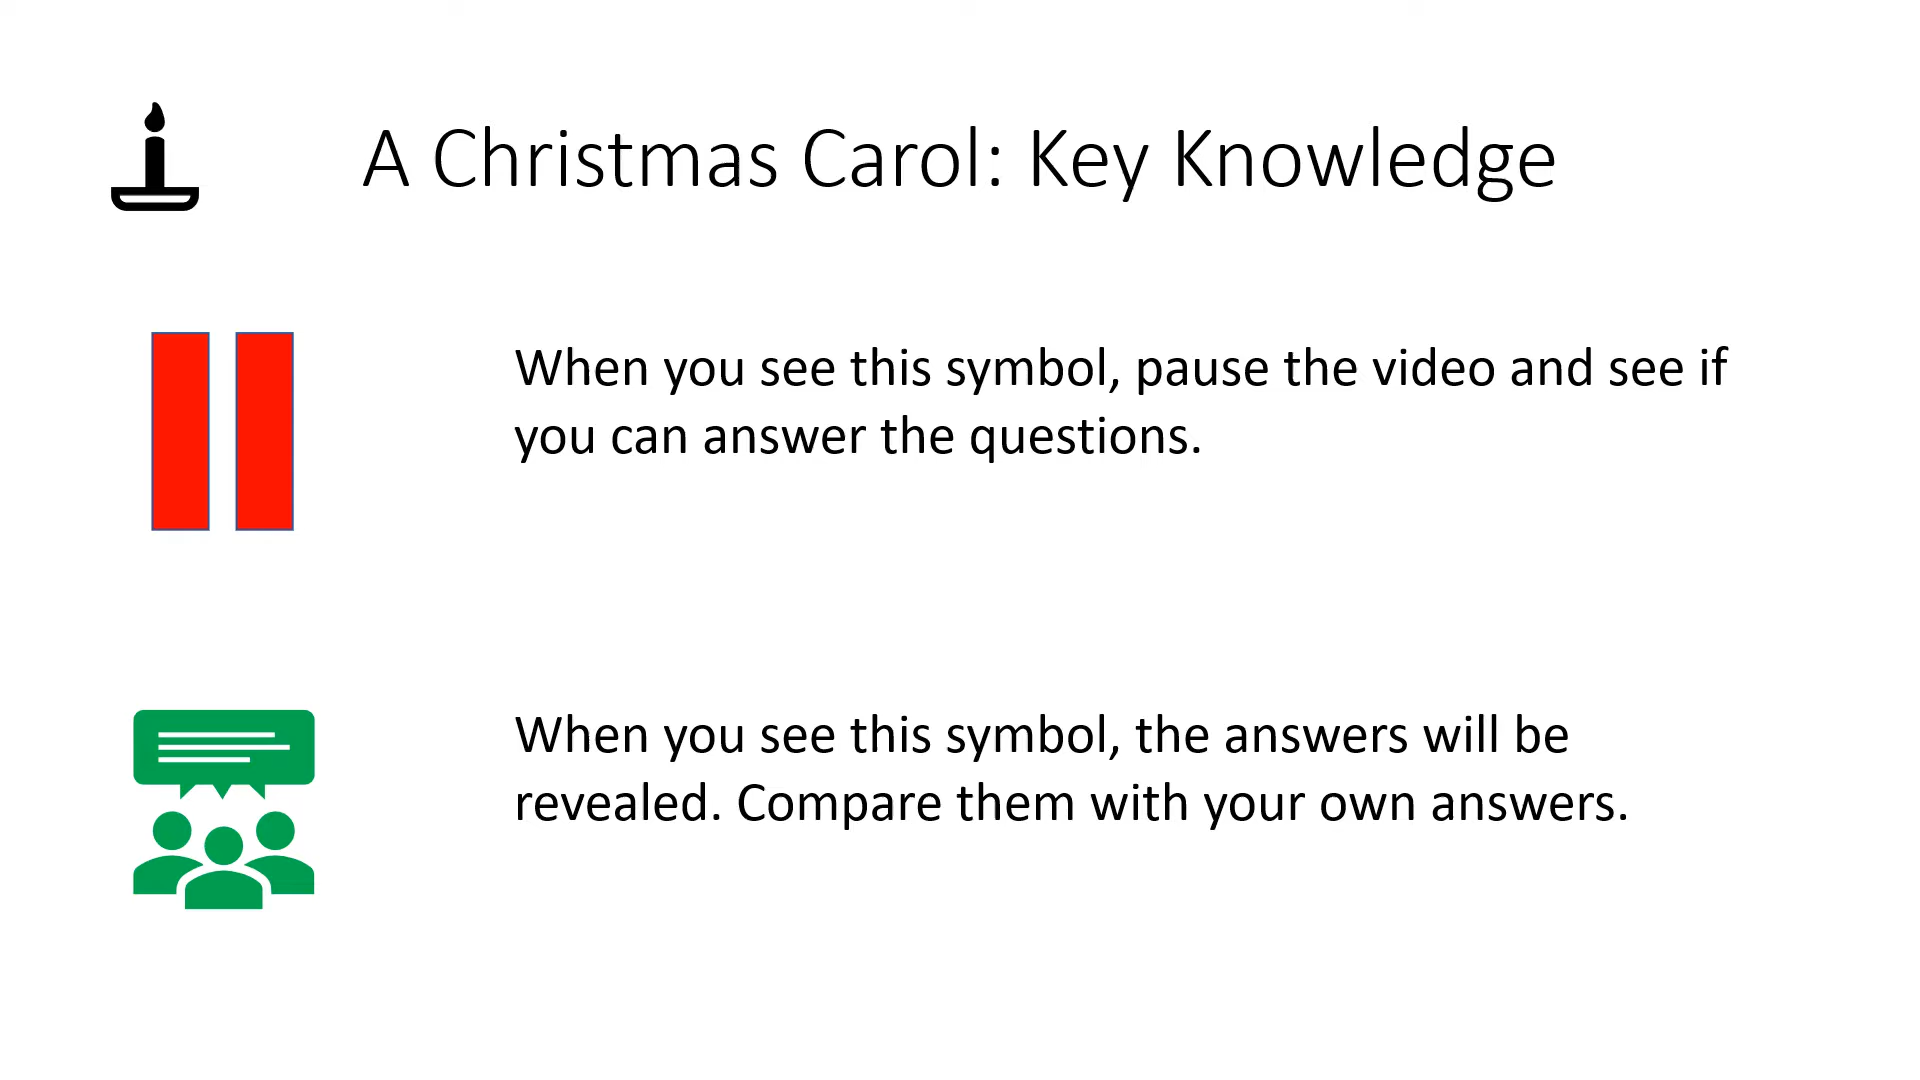 A Christmas Carol: Key Knowledge
When you see this symbol, pause the video and see if
you can answer the questions.
When you see this symbol, the answers will be
revealed. Compare them with your own answers.